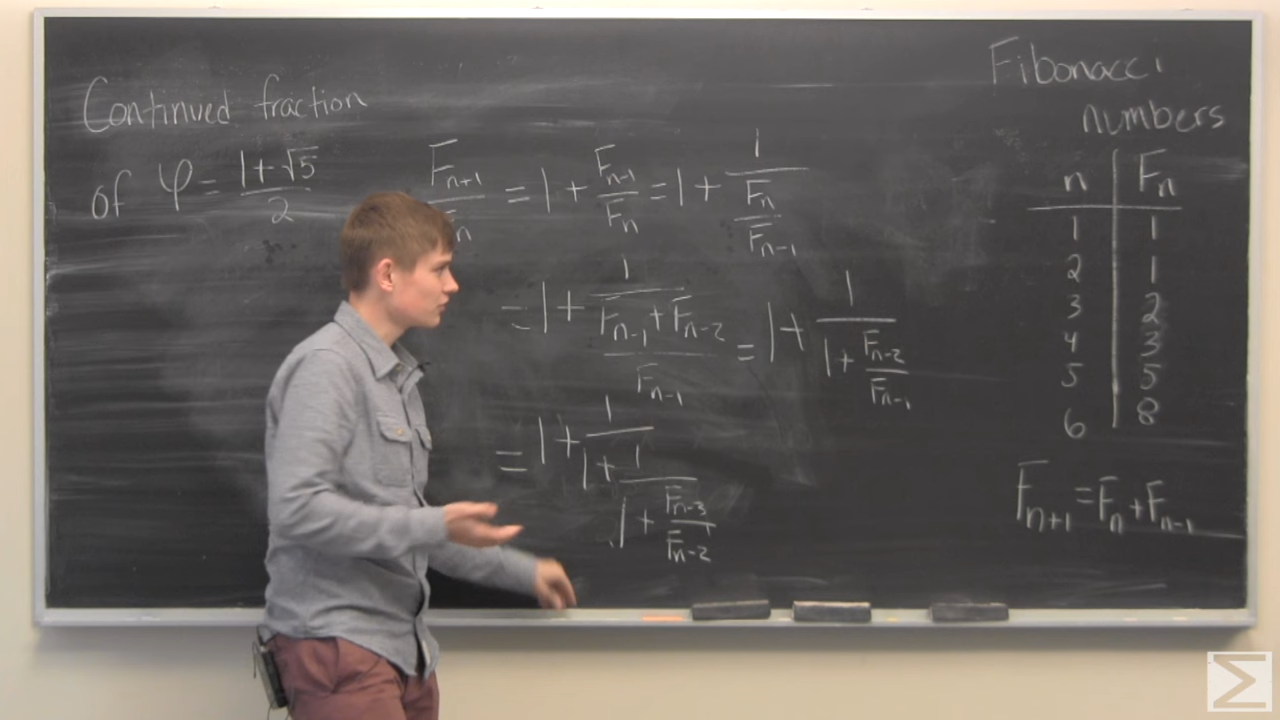 Continued fraction
of φ = (1+√5)/2
F_{n+1}/F_n = 1 + F_{n-1}/F_n = 1 + 1/(F_n/F_{n-1})
= 1 + 1/((F_{n-1}+F_{n-2})/F_{n-1}) = 1 + 1/(1 + F_{n-2}/F_{n-1})
= 1 + 1/(1 + 1/(1 + F_{n-3}/F_{n-2}))
Fibonacci
numbers
n F_n
1 1
2 1
3 2
4 3
5 5
6 8
F_{n+1} = F_n + F_{n-1}
Σ